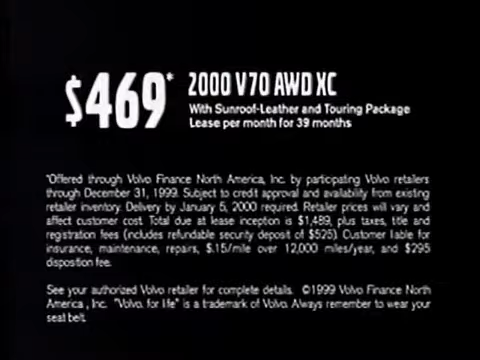 $469* 2000 V70 AWD XC
With Sunroof-Leather and Touring Package
Lease per month for 39 months
*Offered through Volvo Finance North America, Inc. by participating Volvo retailers
through December 31, 1999. Subject to credit approval and availability from existing
retailer inventory. Delivery by January 5, 2000 required. Retailer prices will vary and
affect customer cost. Total due at lease inception is $1,489, plus taxes, title and
registration fees (includes refundable security deposit of $525). Customer liable for
insurance, maintenance, repairs, $.15/mile over 12,000 miles/year, and $295
disposition fee.
See your authorized Volvo retailer for complete details. ©1999 Volvo Finance North
America, Inc. "Volvo. for life" is a trademark of Volvo. Always remember to wear your
seat belt.